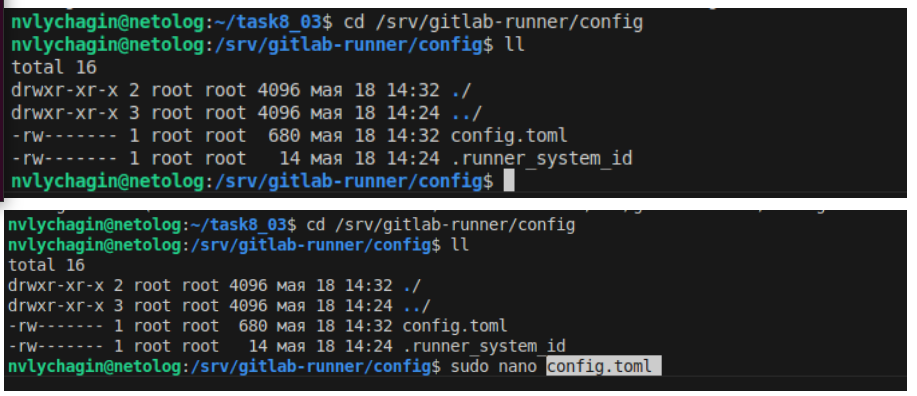 nvlychagin@netolog:~/task8_03$ cd /srv/gitlab-runner/config
nvlychagin@netolog:/srv/gitlab-runner/config$ ll
total 16
drwxr-xr-x 2 root root 4096 мая 18 14:32 ./
drwxr-xr-x 3 root root 4096 мая 18 14:24 ../
-rw------- 1 root root  680 мая 18 14:32 config.toml
-rw------- 1 root root   14 мая 18 14:24 .runner_system_id
nvlychagin@netolog:/srv/gitlab-runner/config$
nvlychagin@netolog:~/task8_03$ cd /srv/gitlab-runner/config
nvlychagin@netolog:/srv/gitlab-runner/config$ ll
total 16
drwxr-xr-x 2 root root 4096 мая 18 14:32 ./
drwxr-xr-x 3 root root 4096 мая 18 14:24 ../
-rw------- 1 root root  680 мая 18 14:32 config.toml
-rw------- 1 root root   14 мая 18 14:24 .runner_system_id
nvlychagin@netolog:/srv/gitlab-runner/config$ sudo nano config.toml